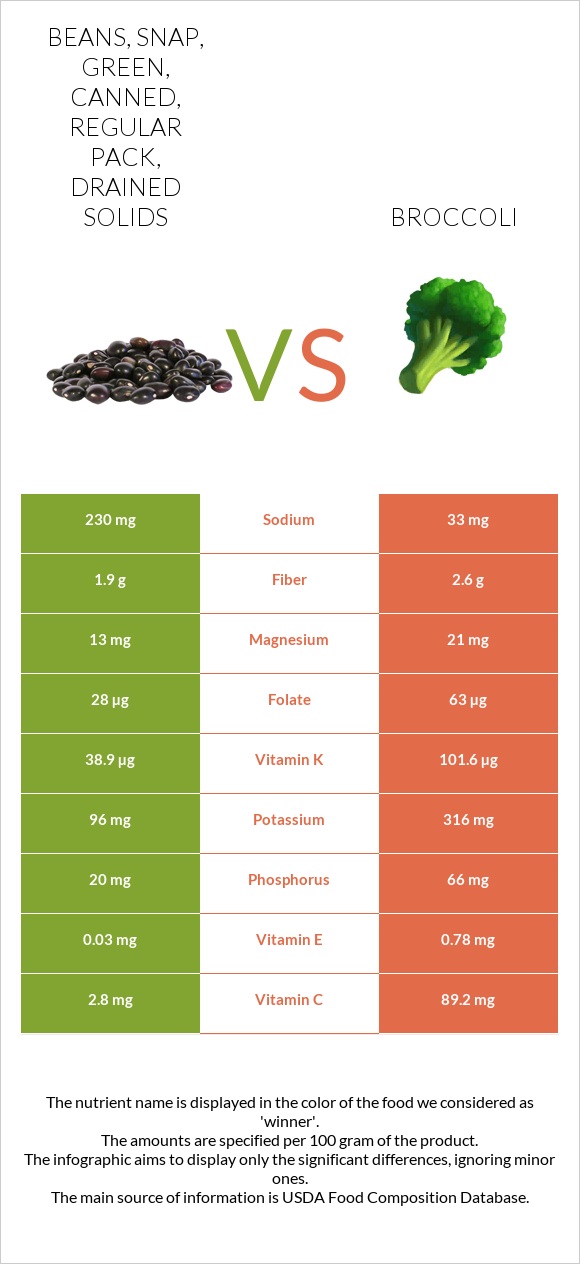 BEANS, SNAP,
GREEN,
CANNED,
REGULAR
PACK,
DRAINED
SOLIDS
BROCCOLI
VS
230 mg Sodium 33 mg
1.9 g Fiber 2.6 g
13 mg Magnesium 21 mg
28 µg Folate 63 µg
38.9 µg Vitamin K 101.6 µg
96 mg Potassium 316 mg
20 mg Phosphorus 66 mg
0.03 mg Vitamin E 0.78 mg
2.8 mg Vitamin C 89.2 mg
The nutrient name is displayed in the color of the food we considered as
'winner'.
The amounts are specified per 100 gram of the product.
The infographic aims to display only the significant differences, ignoring minor
ones.
The main source of information is USDA Food Composition Database.